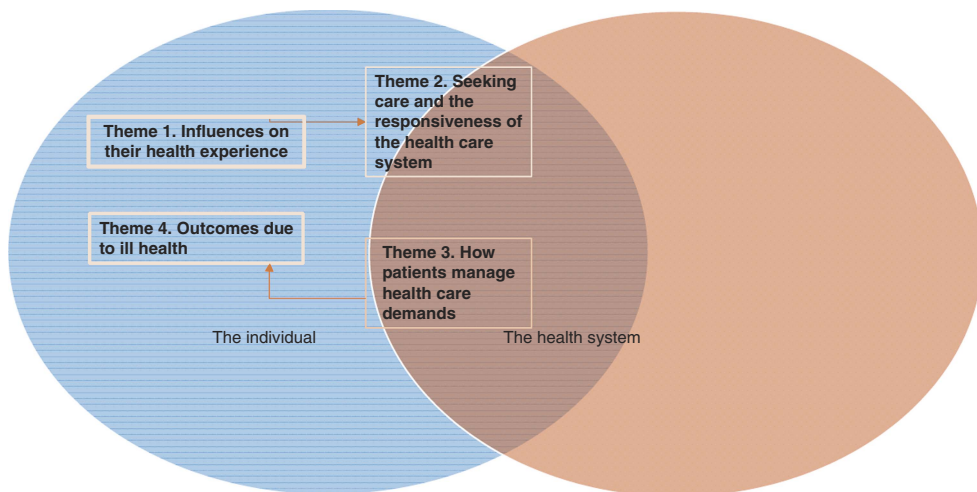 Theme 1. Influences on
their health experience
Theme 2. Seeking
care and the
responsiveness of
the health care
system
Theme 4. Outcomes due
to ill health
Theme 3. How
patients manage
health care
demands
The individual
The health system